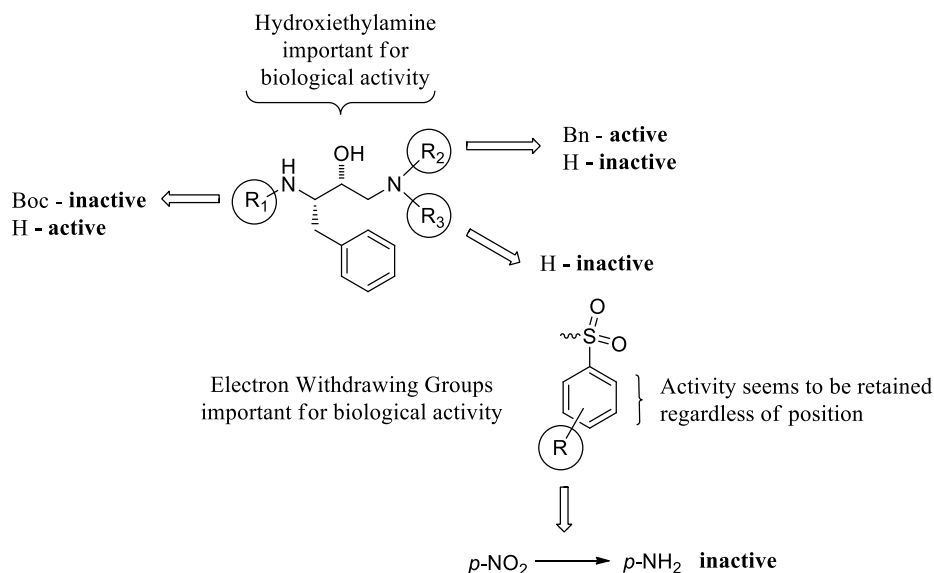 Hydroxiethylamine
important for
biological activity
H
N
OH
R1
N
R2
R3
Boc - inactive
H - active
Bn - active
H - inactive
H - inactive
O
S
O
R
Electron Withdrawing Groups
important for biological activity
Activity seems to be retained
regardless of position
p-NO2
p-NH2 inactive